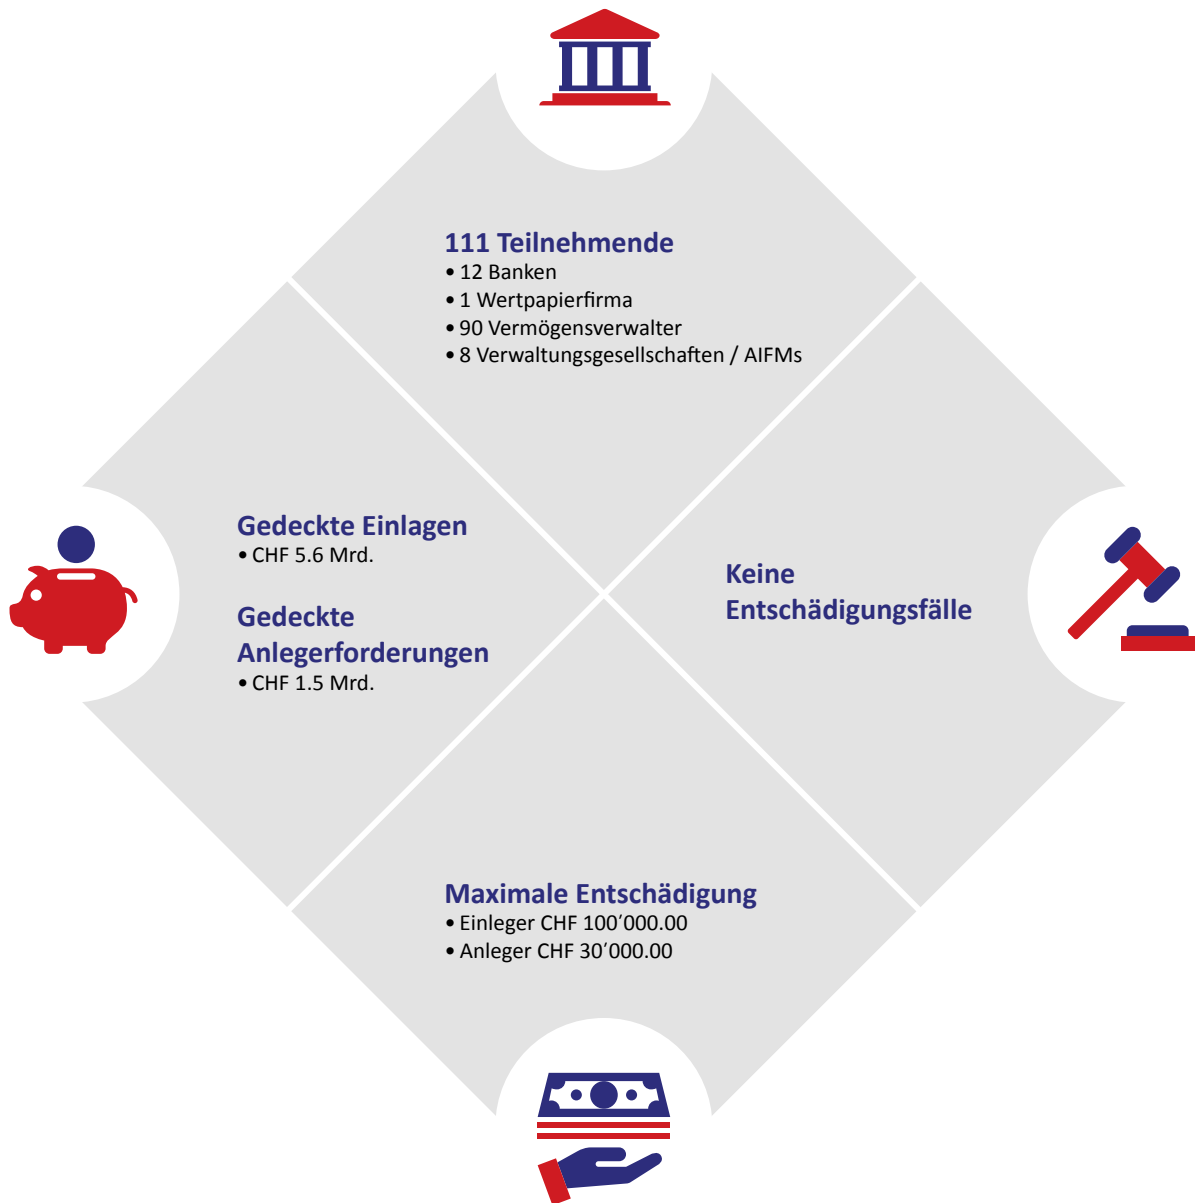 111 Teilnehmende
• 12 Banken
• 1 Wertpapierfirma
• 90 Vermögensverwalter
• 8 Verwaltungsgesellschaften / AIFMs
Gedeckte Einlagen
• CHF 5.6 Mrd.
Gedeckte
Anlegerforderungen
• CHF 1.5 Mrd.
Keine
Entschädigungsfälle
Maximale Entschädigung
• Einleger CHF 100′000.00
• Anleger CHF 30′000.00